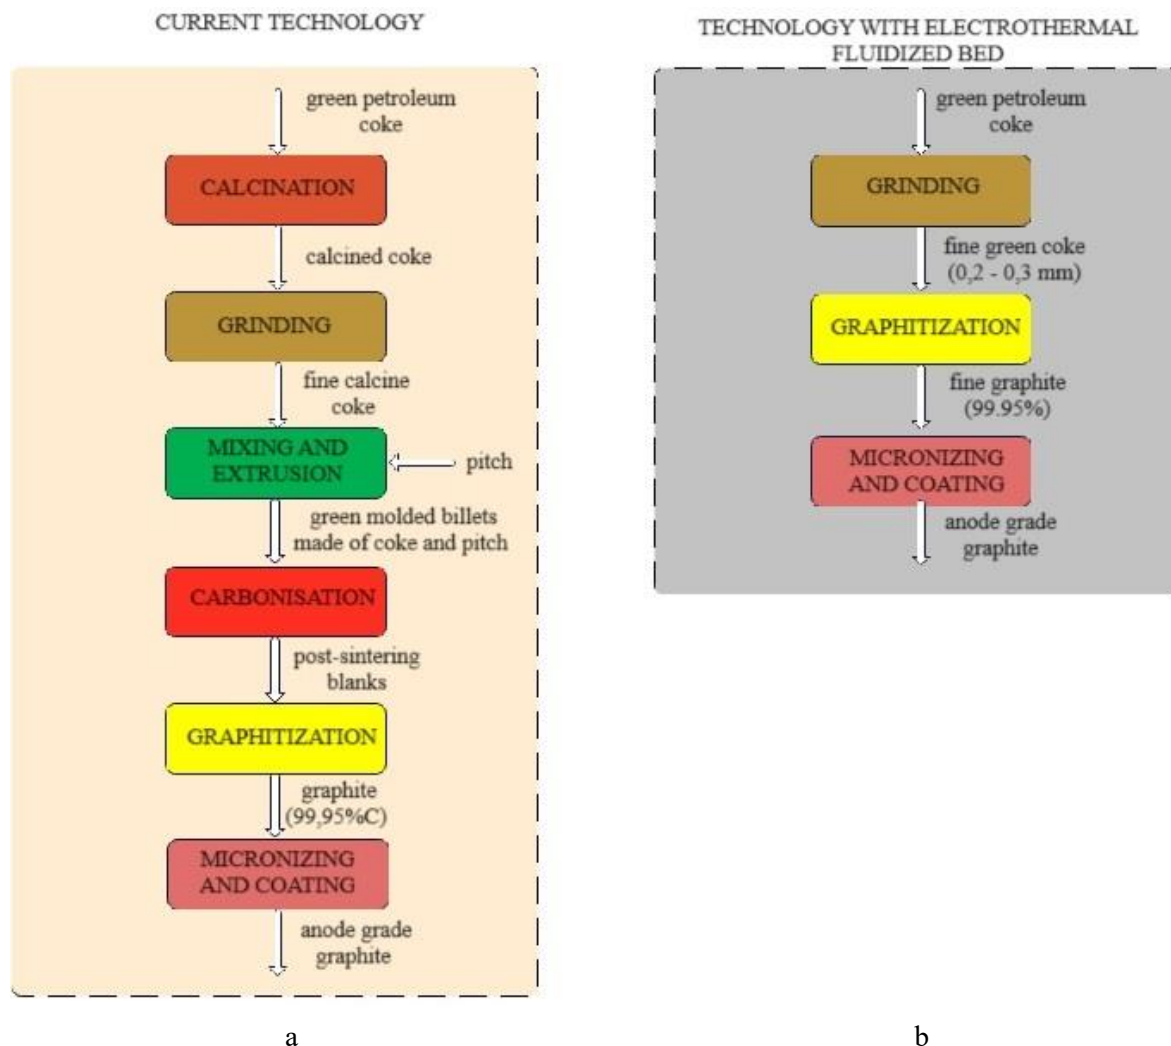 CURRENT TECHNOLOGY
green petroleum
coke
CALCINATION
calcined coke
GRINDING
fine calcine
coke
MIXING AND
EXTRUSION
pitch
green molded billets
made of coke and pitch
CARBONISATION
post-sintering
blanks
GRAPHITIZATION
graphite
(99,95%C)
MICRONIZING
AND COATING
anode grade
graphite
a
TECHNOLOGY WITH ELECTROTHERMAL
FLUIDIZED BED
green petroleum
coke
GRINDING
fine green coke
(0,2 - 0,3 mm)
GRAPHITIZATION
fine graphite
(99.95%)
MICRONIZING
AND COATING
anode grade
graphite
b